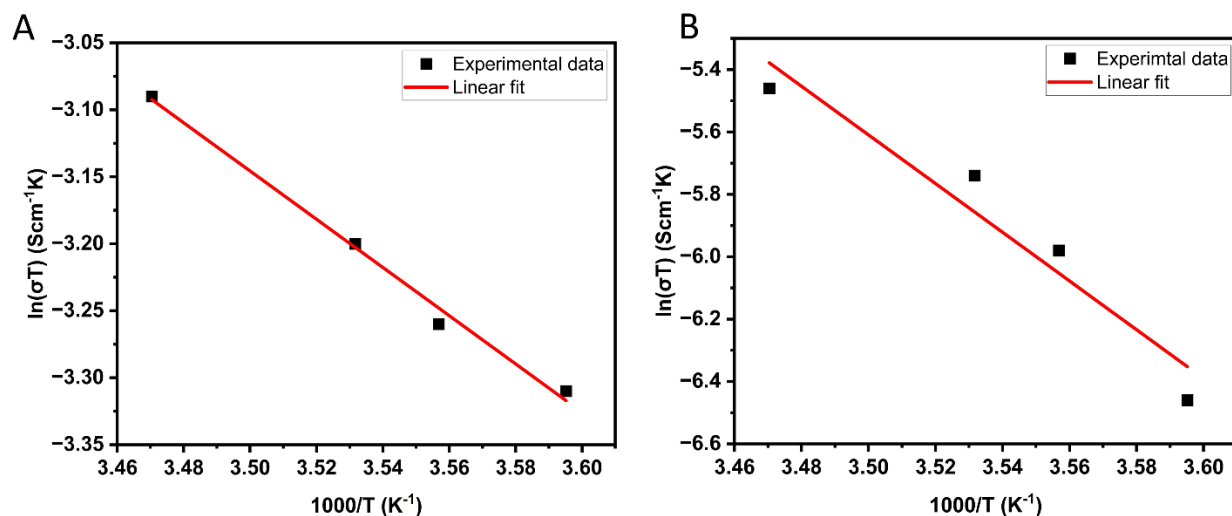 A
ln(σT) (Scm⁻¹K)
−3.05
−3.10
−3.15
−3.20
−3.25
−3.30
−3.35
Experimental data
Linear fit
3.46 3.48 3.50 3.52 3.54 3.56 3.58 3.60
1000/T (K⁻¹)
B
ln(σT) (Scm⁻¹K)
−5.4
−5.6
−5.8
−6.0
−6.2
−6.4
−6.6
Experimtal data
Linear fit
3.46 3.48 3.50 3.52 3.54 3.56 3.58 3.60
1000/T (K⁻¹)